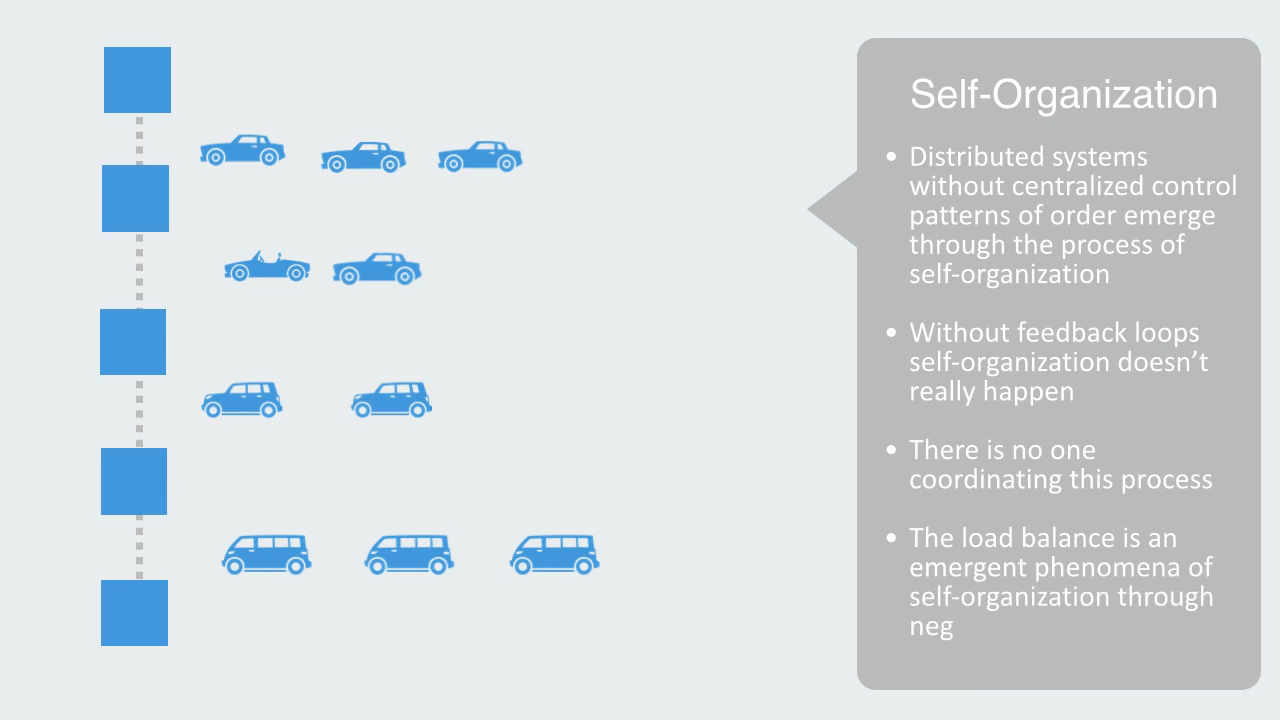 Self-Organization
• Distributed systems
without centralized control
patterns of order emerge
through the process of
self-organization
• Without feedback loops
self-organization doesn’t
really happen
• There is no one
coordinating this process
• The load balance is an
emergent phenomena of
self-organization through
neg